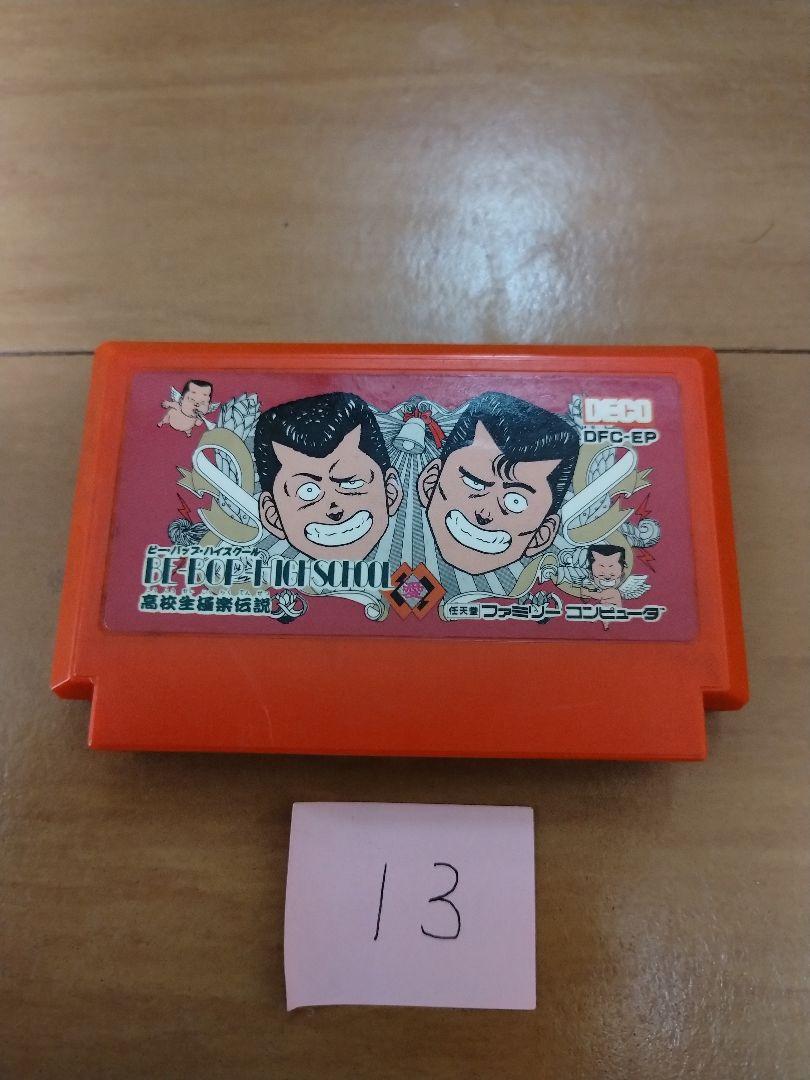 DECO
DFC-EP
ビー・バップ・ハイスクール
BE-BOP HIGHSCHOOL
高校生極楽伝説
任天堂 ファミリー コンピュータ
13